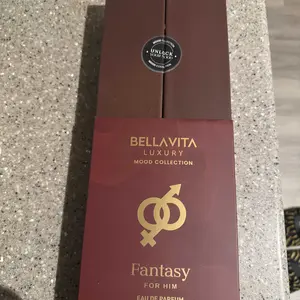 UNLOCK
BELLAVITA
LUXURY
MOOD COLLECTION
Fantasy
FOR HIM
EAU DE PARFUM